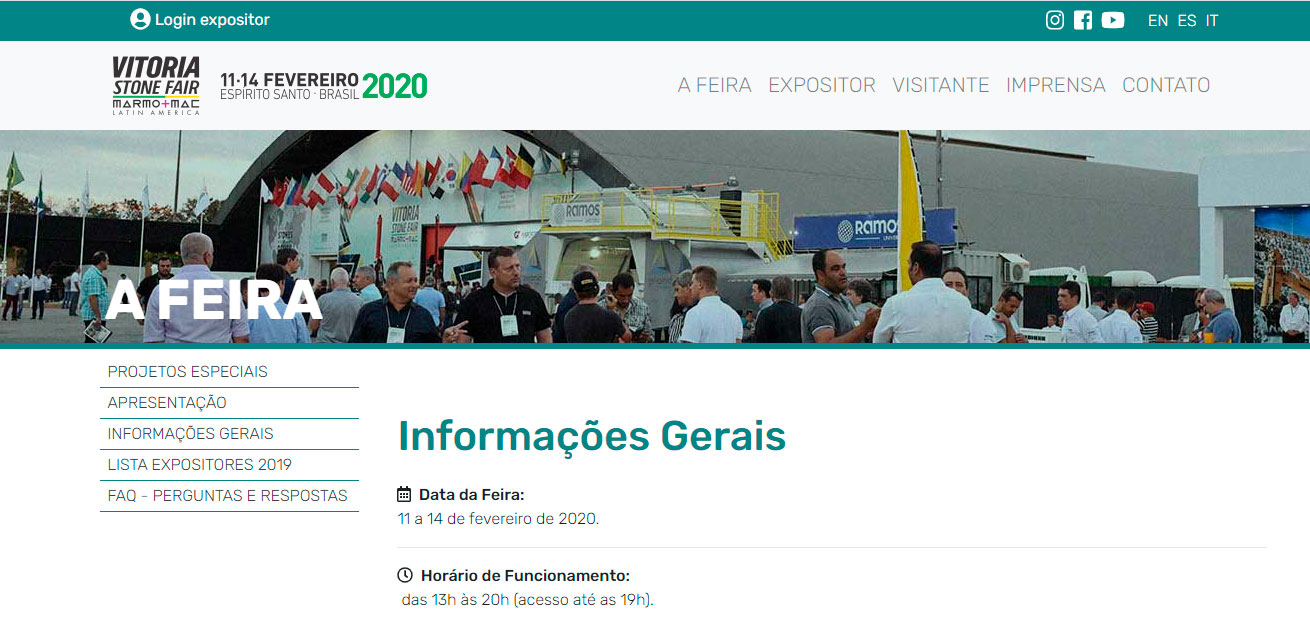 Login expositor
EN ES IT
VITORIA
STONE FAIR
MARMO+MAC
LATIN AMERICA
11·14 FEVEREIRO 2020
ESPIRITO SANTO · BRASIL
A FEIRA EXPOSITOR VISITANTE IMPRENSA CONTATO
VITORIA
STONE FAIR
MARMO+MAC
RAMOS
RAMOS
A FEIRA
PROJETOS ESPECIAIS
APRESENTAÇÃO
INFORMAÇÕES GERAIS
LISTA EXPOSITORES 2019
FAQ - PERGUNTAS E RESPOSTAS
Informações Gerais
Data da Feira:
11 a 14 de fevereiro de 2020.
Horário de Funcionamento:
das 13h às 20h (acesso até as 19h).